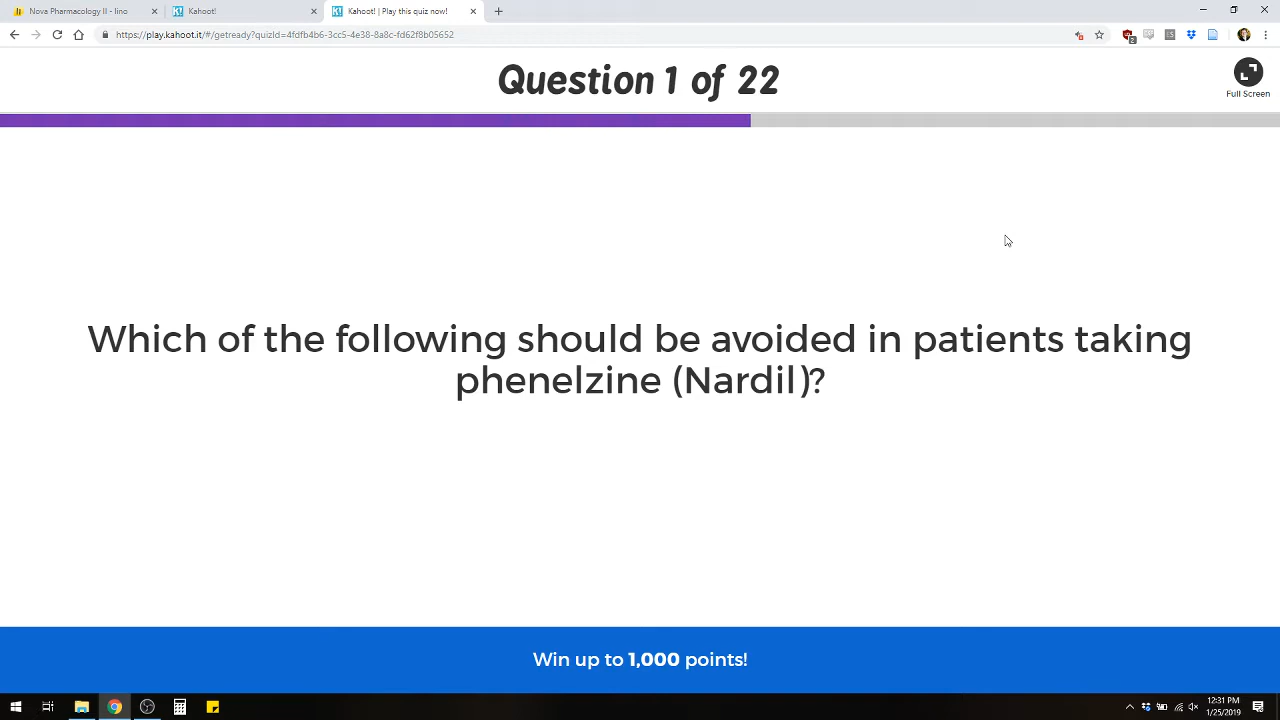 Nova Pharmacology II - lino
Kahoot!
Kahoot! | Play this quiz now!
https://play.kahoot.it/#/getready?quizId=4fdfb4b6-3cc5-4e38-8a8c-fd62f8b05652
Question 1 of 22
Full Screen
Which of the following should be avoided in patients taking
phenelzine (Nardil)?
Win up to 1,000 points!
12:31 PM
1/25/2019